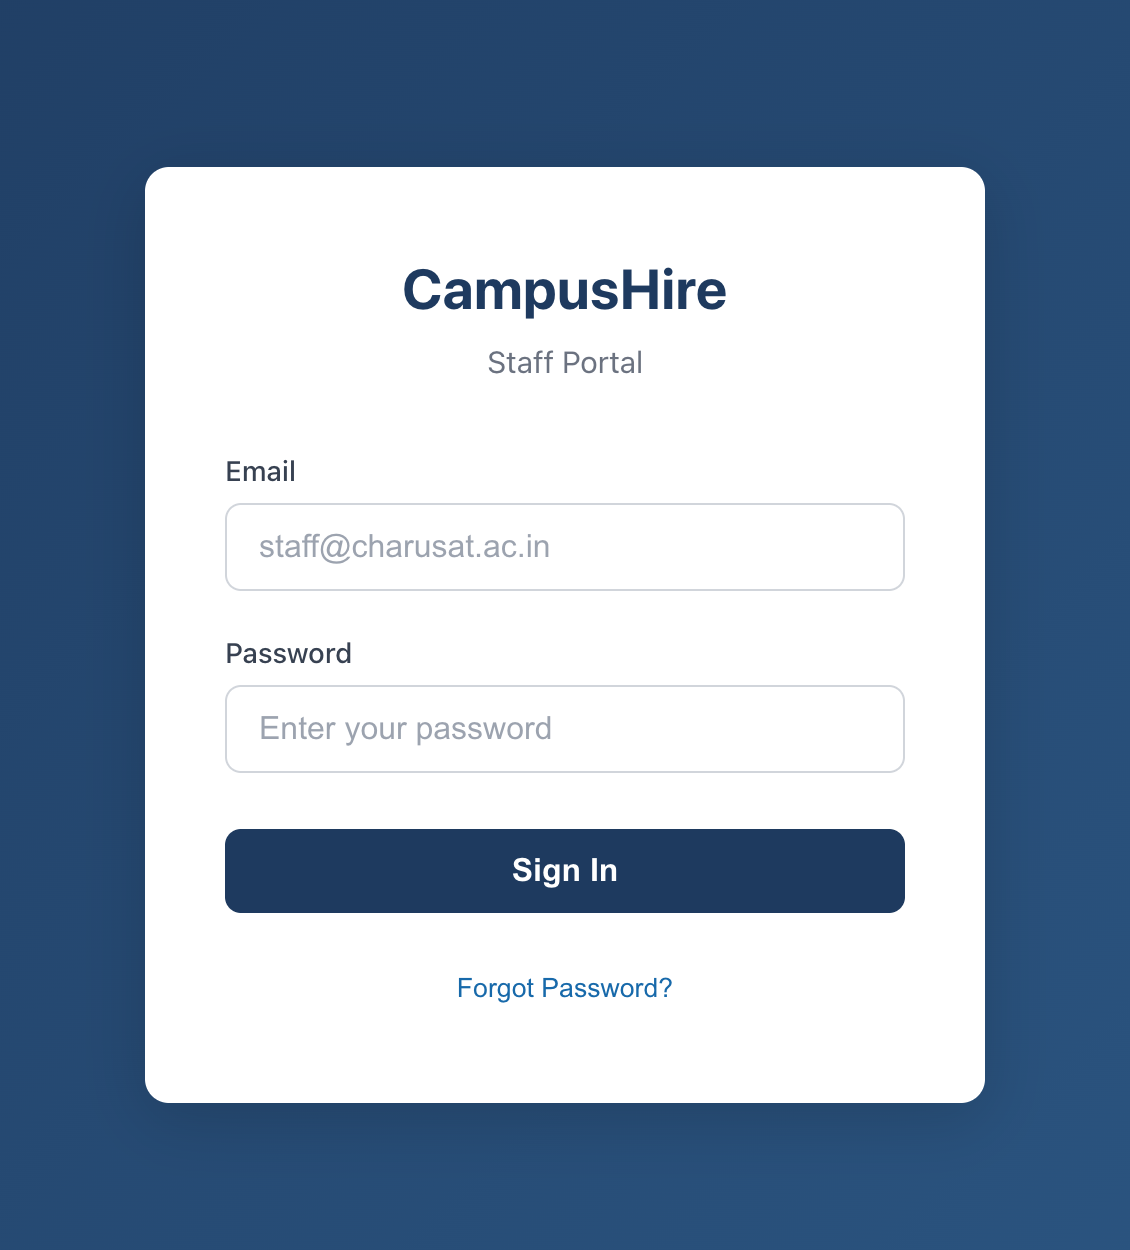 CampusHire
Staff Portal
Email
staff@charusat.ac.in
Password
Enter your password
Sign In
Forgot Password?